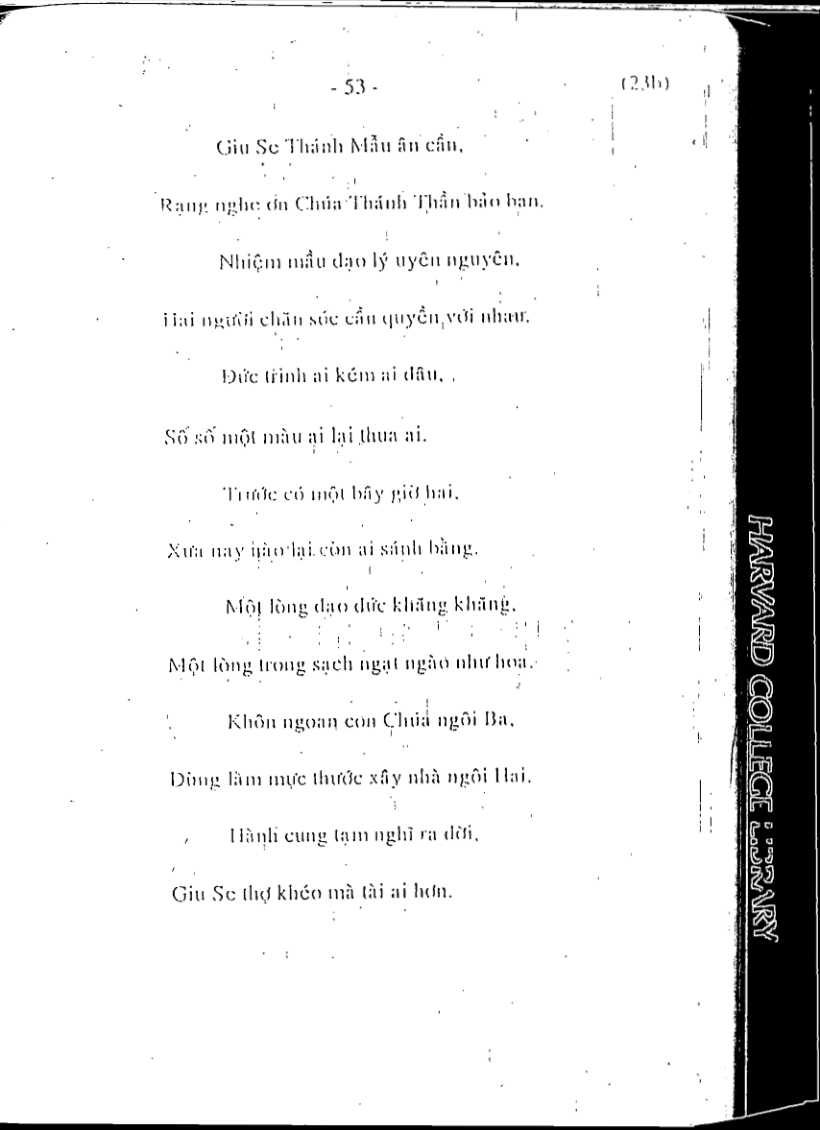 - 53 -
(23b)
Giu Se Thánh Mẫu ân cần,
Rạng nghe ơn Chúa Thánh Thần bảo ban.
Nhiệm mầu đạo lý uyên nguyên,
Hai người chăn sóc cầm quyền với nhau.
Đức trinh ai kém ai đâu,
Số số một màu ai lại thua ai.
Trước có một bây giờ hai,
Xưa nay nào lại còn ai sánh bằng.
Một lòng đạo đức khăng khăng,
Một lòng trong sạch ngạt ngào như hoa.
Khôn ngoan con Chúa ngôi Ba,
Dùng làm mực thước xây nhà ngôi Hai.
Hành cung tạm nghĩ ra đời,
Giu Se thợ khéo mà tài ai hơn.
HARVARD COLLEGE LIBRARY